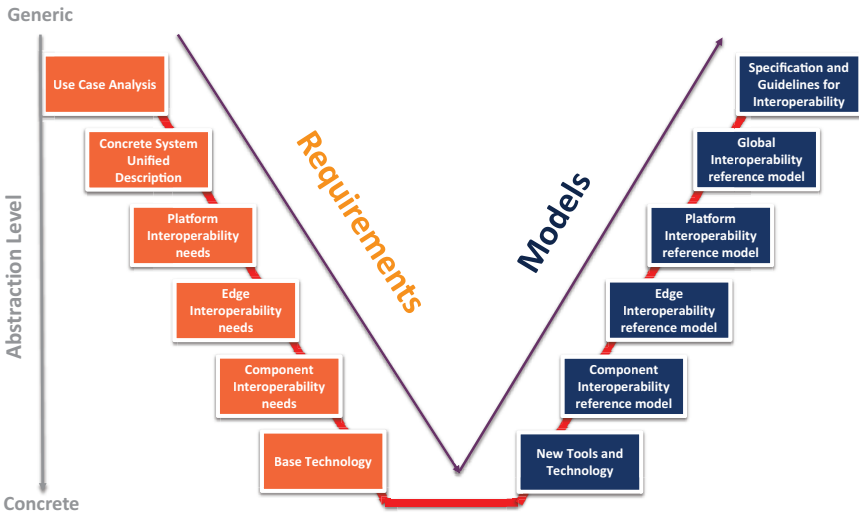 Generic
Use Case Analysis
Concrete System
Unified
Description
Platform
Interoperability
needs
Edge
Interoperability
needs
Component
Interoperability
needs
Base Technology
Abstraction Level
Concrete
Requirements
Models
Specification and
Guidelines for
Interoperability
Global
Interoperability
reference model
Platform
Interoperability
reference model
Edge
Interoperability
reference model
Component
Interoperability
reference model
New Tools and
Technology